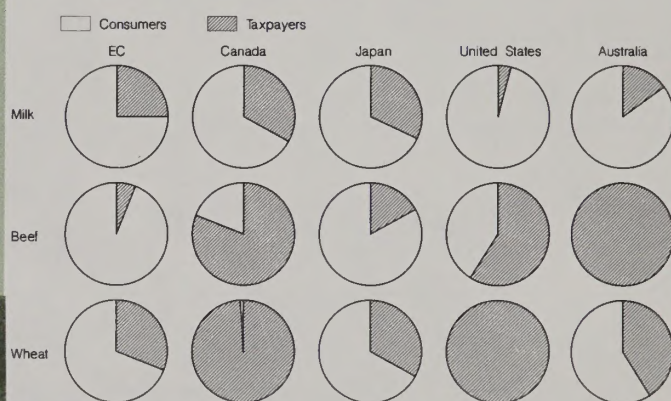 Consumers Taxpayers
EC Canada Japan United States Australia
Milk
Beef
Wheat